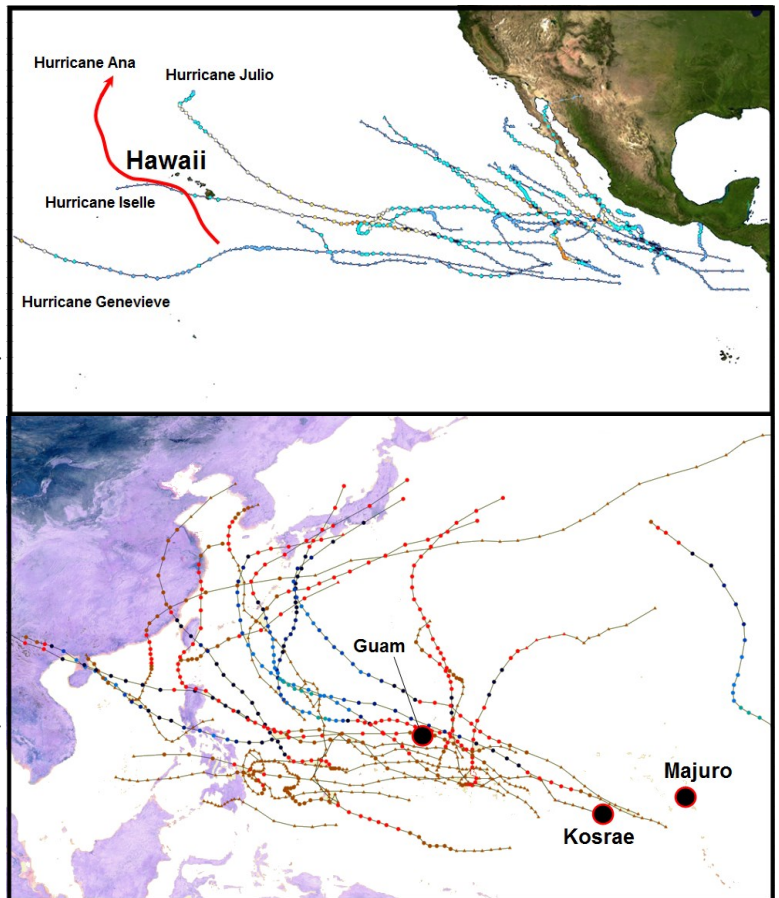 Hurricane Ana
Hurricane Julio
Hawaii
Hurricane Iselle
Hurricane Genevieve
Guam
Majuro
Kosrae